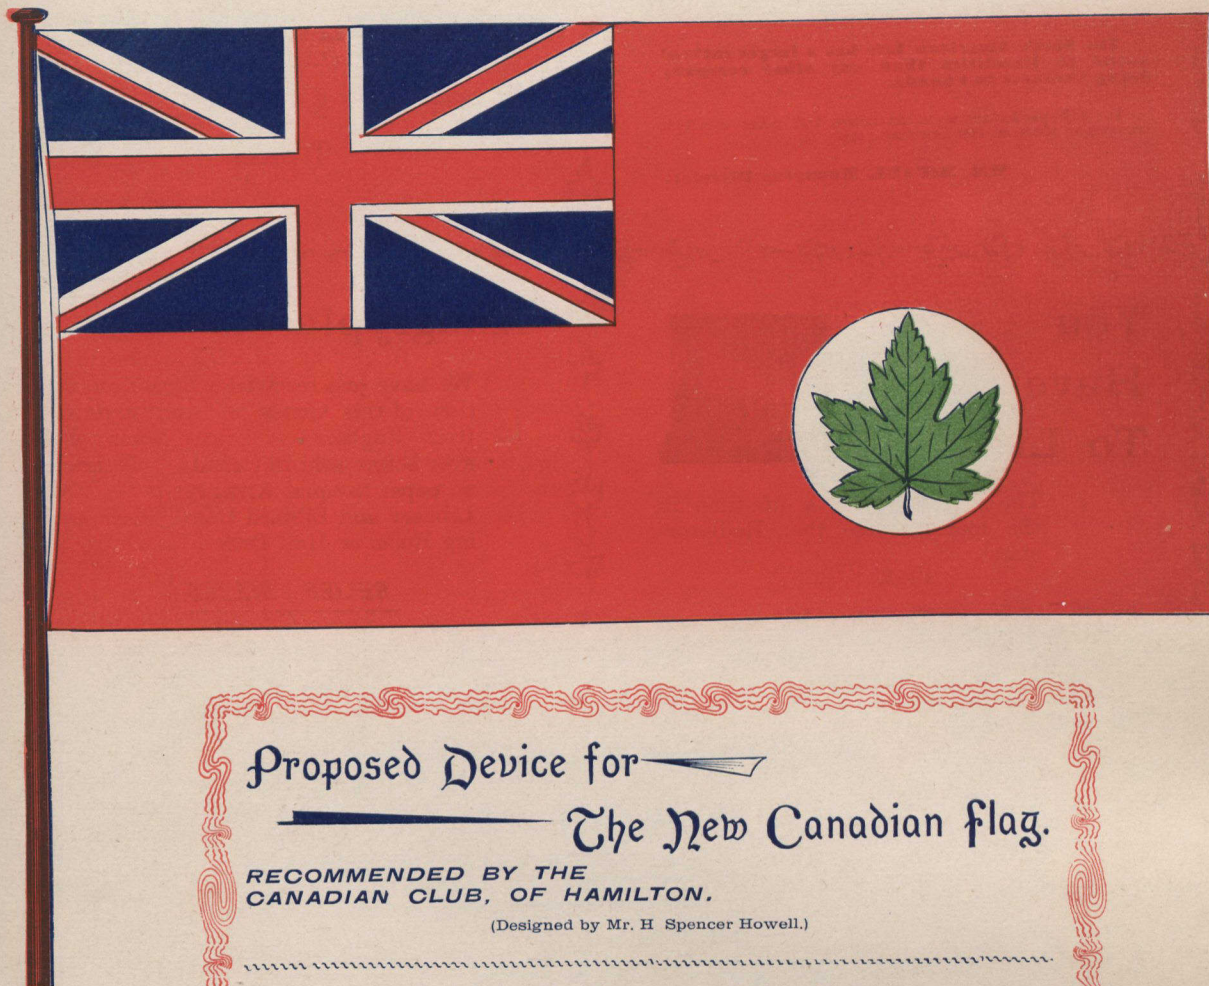 Proposed Device for
The New Canadian Flag.
RECOMMENDED BY THE
CANADIAN CLUB, OF HAMILTON.
(Designed by Mr. H Spencer Howell.)